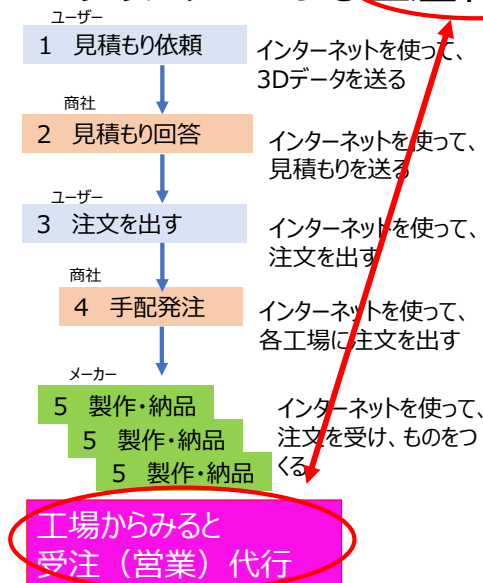 ユーザー
1 見積もり依頼
インターネットを使って、
3Dデータを送る
商社
2 見積もり回答
インターネットを使って、
見積もりを送る
ユーザー
3 注文を出す
インターネットを使って、
注文を出す
商社
4 手配発注
インターネットを使って、
各工場に注文を出す
メーカー
5 製作・納品
5 製作・納品
5 製作・納品
インターネットを使って、
注文を受け、ものをつ
くる
工場からみると
受注（営業）代行